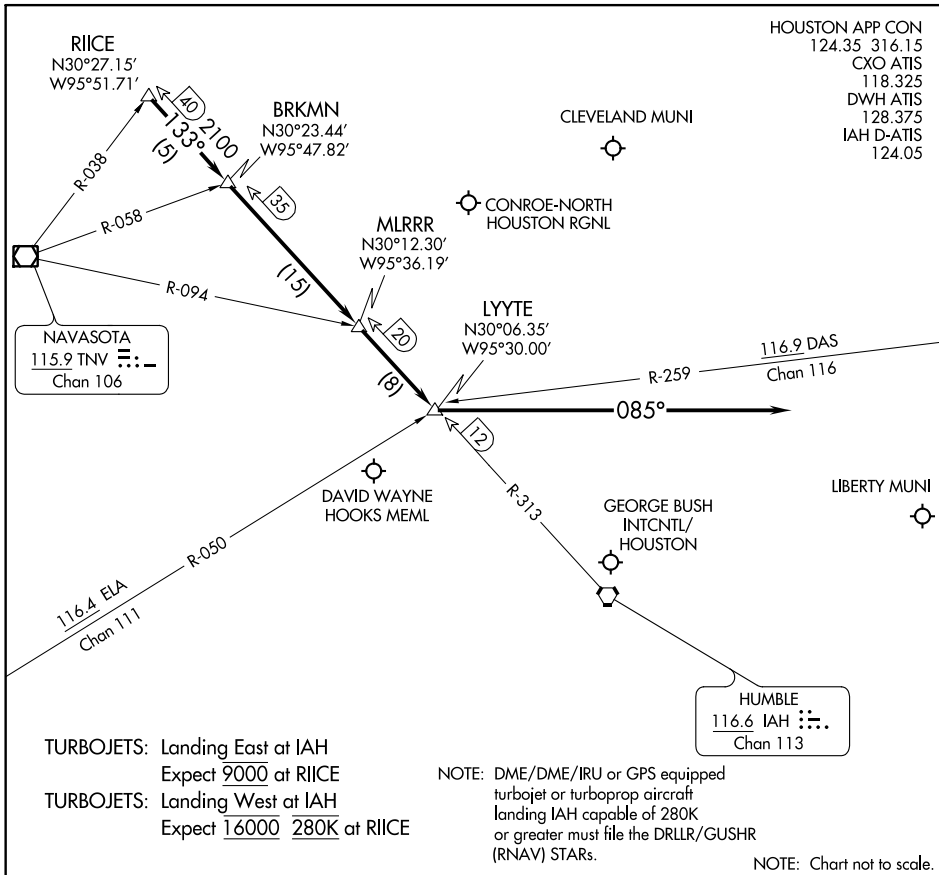 HOUSTON APP CON
124.35 316.15
CXO ATIS
118.325
DWH ATIS
128.375
IAH D-ATIS
124.05
RIICE
N30°27.15'
W95°51.71'
40
2100
133°
(5)
BRKMN
N30°23.44'
W95°47.82'
CLEVELAND MUNI
R-038
R-058
35
CONROE-NORTH
HOUSTON RGNL
MLRRR
N30°12.30'
W95°36.19'
(15)
R-094
NAVASOTA
115.9 TNV
Chan 106
20
(8)
LYYTE
N30°06.35'
W95°30.00'
116.9 DAS
Chan 116
R-259
085°
12
DAVID WAYNE
HOOKS MEML
R-313
GEORGE BUSH
INTCNTL/
HOUSTON
LIBERTY MUNI
R-050
116.4 ELA
Chan 111
HUMBLE
116.6 IAH
Chan 113
TURBOJETS: Landing East at IAH
Expect 9000 at RIICE
TURBOJETS: Landing West at IAH
Expect 16000 280K at RIICE
NOTE: DME/DME/IRU or GPS equipped
turbojet or turboprop aircraft
landing IAH capable of 280K
or greater must file the DRLLR/GUSHR
(RNAV) STARs.
NOTE: Chart not to scale.